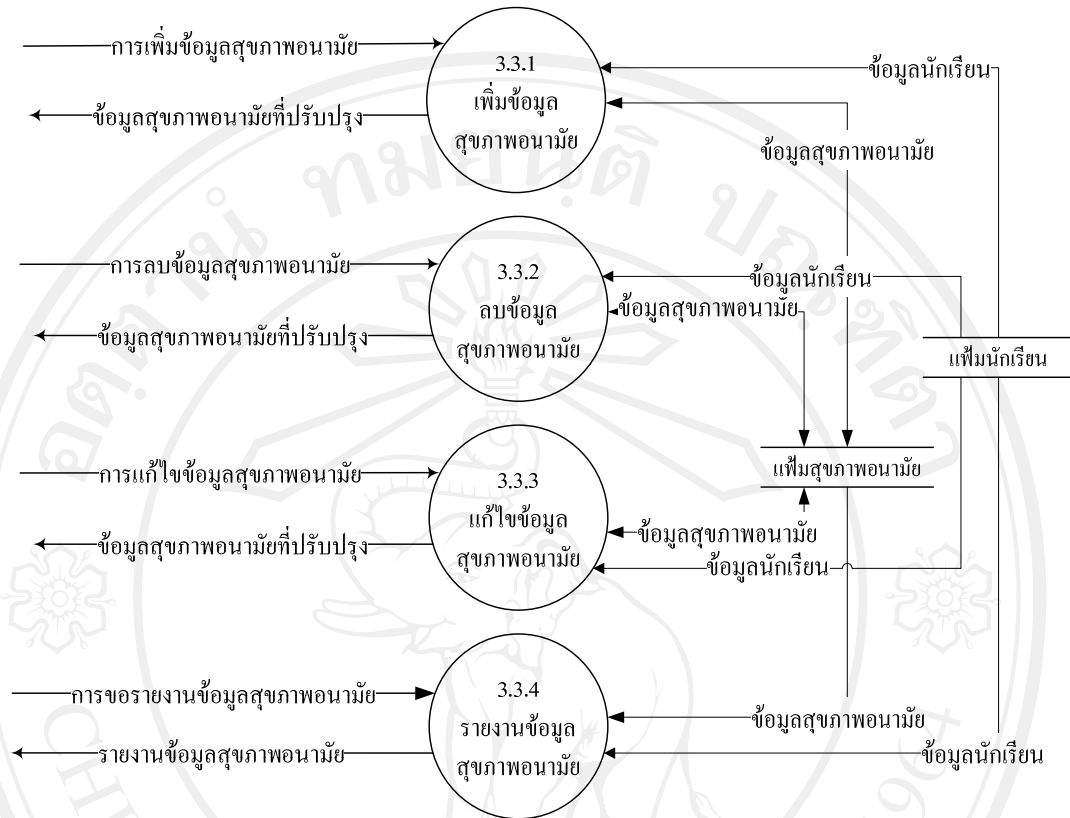 การเพิ่มข้อมูลสุขภาพอนามัย
3.3.1
เพิ่มข้อมูล
สุขภาพอนามัย
ข้อมูลนักเรียน
ข้อมูลสุขภาพอนามัยที่ปรับปรุง
ข้อมูลสุขภาพอนามัย
การลบข้อมูลสุขภาพอนามัย
3.3.2
ลบข้อมูล
สุขภาพอนามัย
ข้อมูลนักเรียน
ข้อมูลสุขภาพอนามัย
ข้อมูลสุขภาพอนามัยที่ปรับปรุง
แฟ้มนักเรียน
การแก้ไขข้อมูลสุขภาพอนามัย
3.3.3
แก้ไขข้อมูล
สุขภาพอนามัย
แฟ้มสุขภาพอนามัย
ข้อมูลสุขภาพอนามัยที่ปรับปรุง
ข้อมูลสุขภาพอนามัย
ข้อมูลนักเรียน
การขอรายงานข้อมูลสุขภาพอนามัย
3.3.4
รายงานข้อมูล
สุขภาพอนามัย
ข้อมูลสุขภาพอนามัย
รายงานข้อมูลสุขภาพอนามัย
ข้อมูลนักเรียน